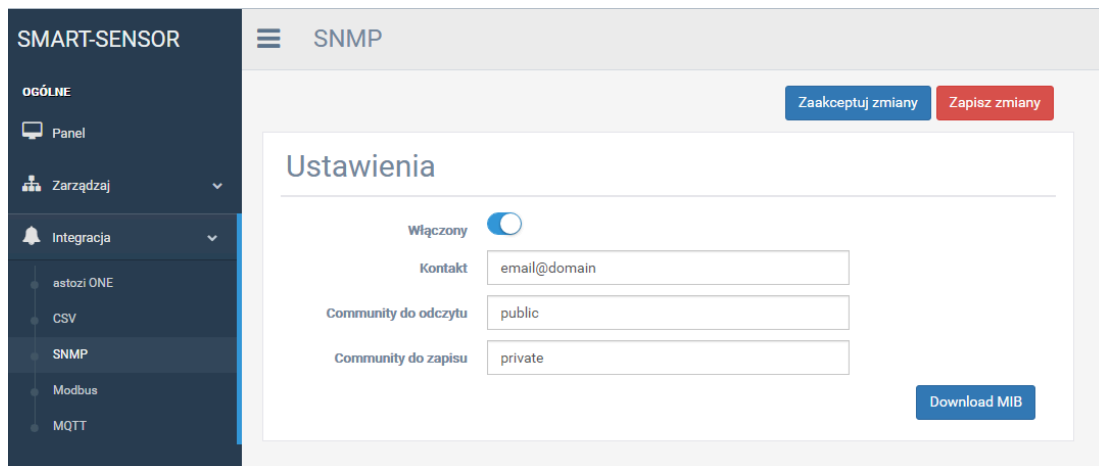 SMART-SENSOR
SNMP
OGÓLNE
Panel
Zarządzaj
Integracja
astozi ONE
CSV
SNMP
Modbus
MQTT
Zaakceptuj zmiany
Zapisz zmiany
Ustawienia
Włączony
Kontakt email@domain
Community do odczytu public
Community do zapisu private
Download MIB